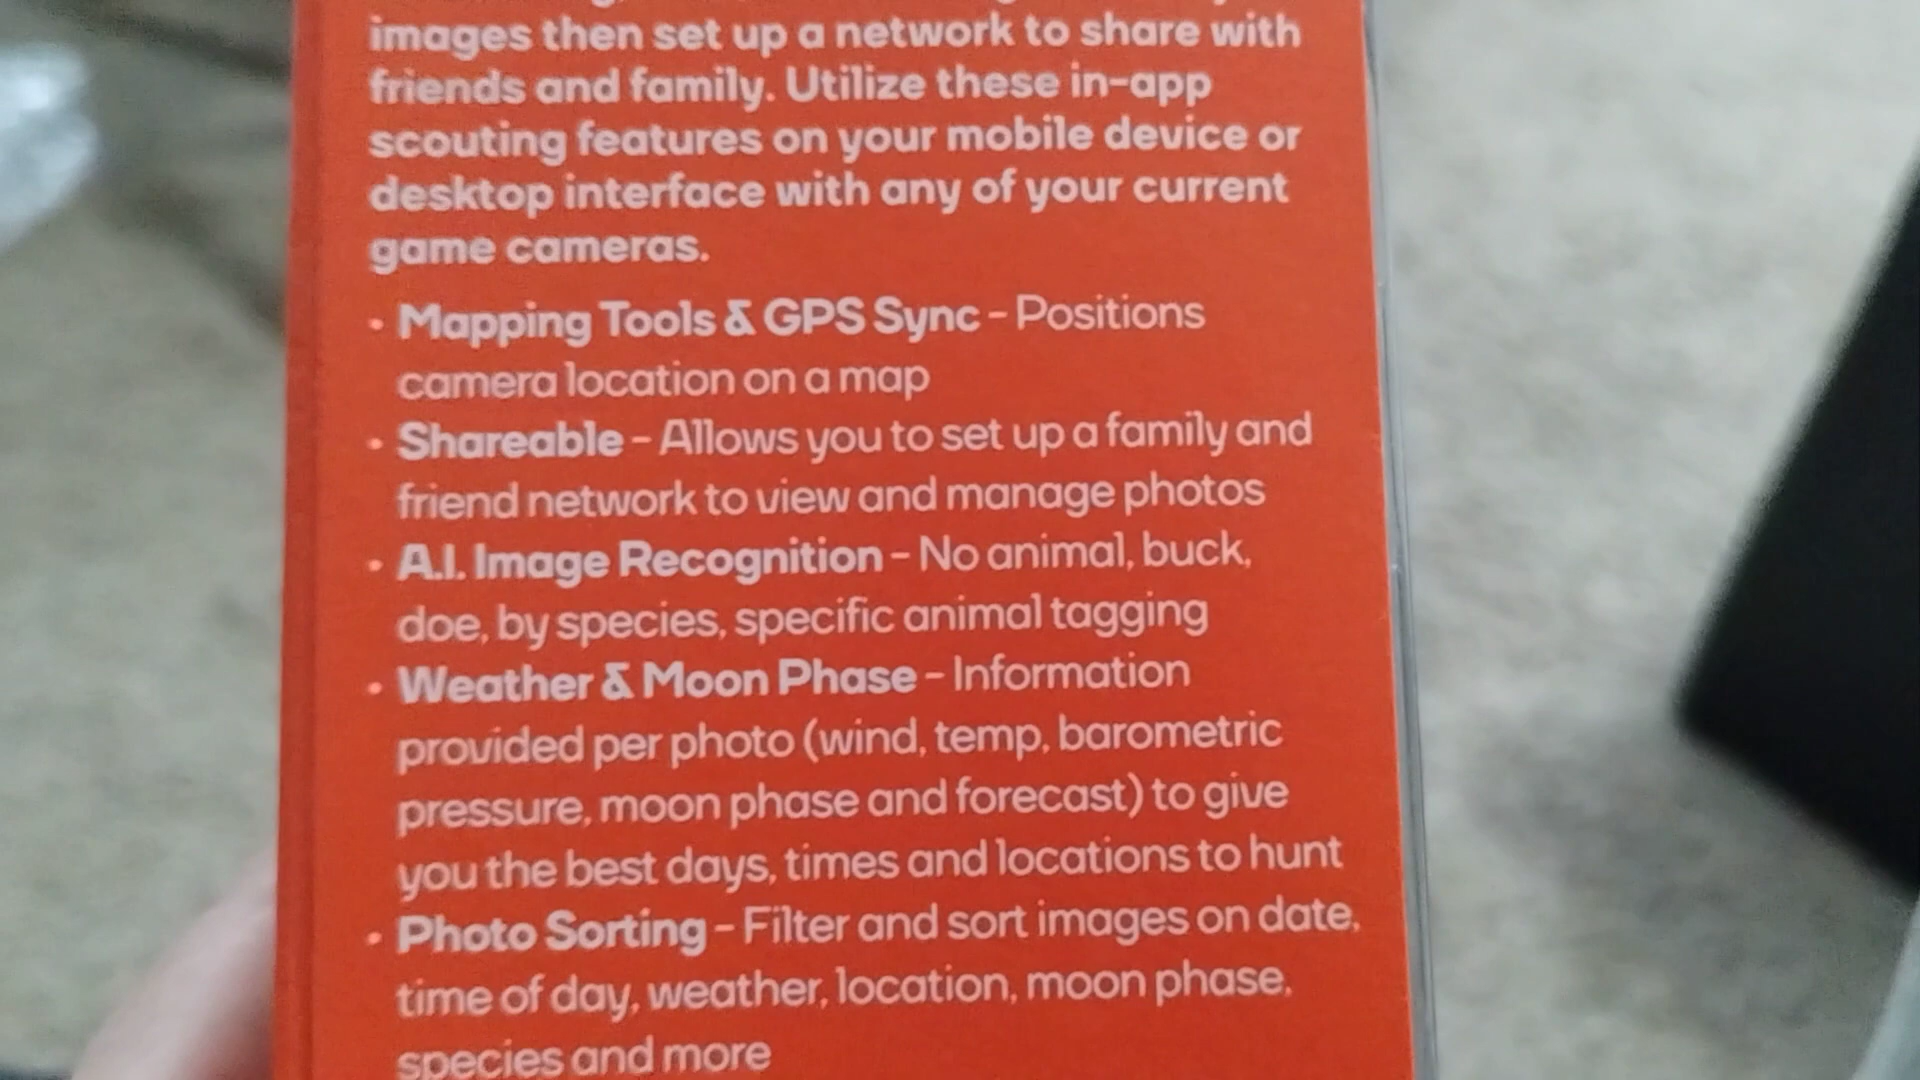 images then set up a network to share with
friends and family. Utilize these in-app
scouting features on your mobile device or
desktop interface with any of your current
game cameras.
• Mapping Tools & GPS Sync - Positions
camera location on a map
• Shareable - Allows you to set up a family and
friend network to view and manage photos
• A.I. Image Recognition - No animal, buck,
doe, by species, specific animal tagging
• Weather & Moon Phase - Information
provided per photo (wind, temp, barometric
pressure, moon phase and forecast) to give
you the best days, times and locations to hunt
• Photo Sorting - Filter and sort images on date,
time of day, weather, location, moon phase,
species and more